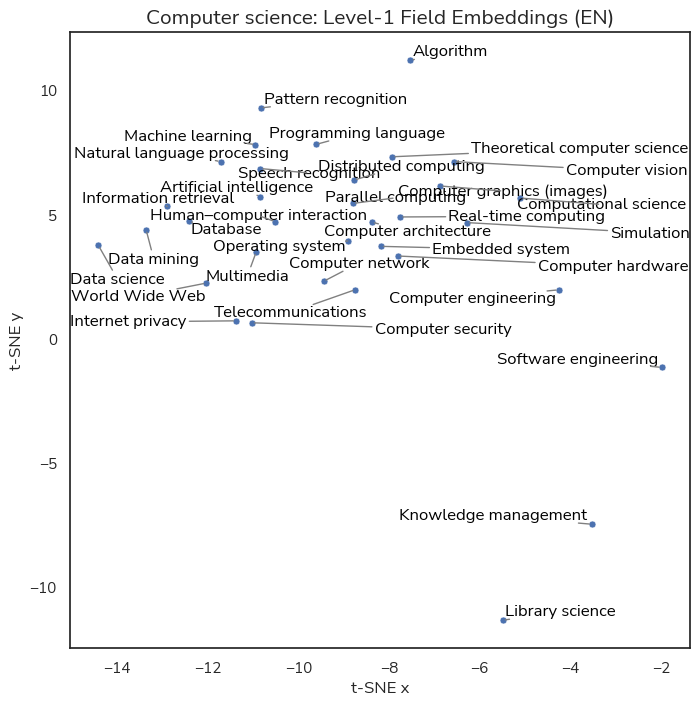 Computer science: Level-1 Field Embeddings (EN)
Algorithm
Pattern recognition
Programming language
Machine learning
Theoretical computer science
Natural language processing
Distributed computing
Computer vision
Speech recognition
Artificial intelligence
Computer graphics (images)
Information retrieval
Parallel computing
Computational science
Human–computer interaction
Real-time computing
Database
Computer architecture
Simulation
Operating system
Embedded system
Data mining
Computer network
Computer hardware
Data science
Multimedia
World Wide Web
Computer engineering
Telecommunications
Internet privacy
Computer security
Software engineering
Knowledge management
Library science
10
5
0
−5
−10
t-SNE y
−14
−12
−10
−8
−6
−4
−2
t-SNE x